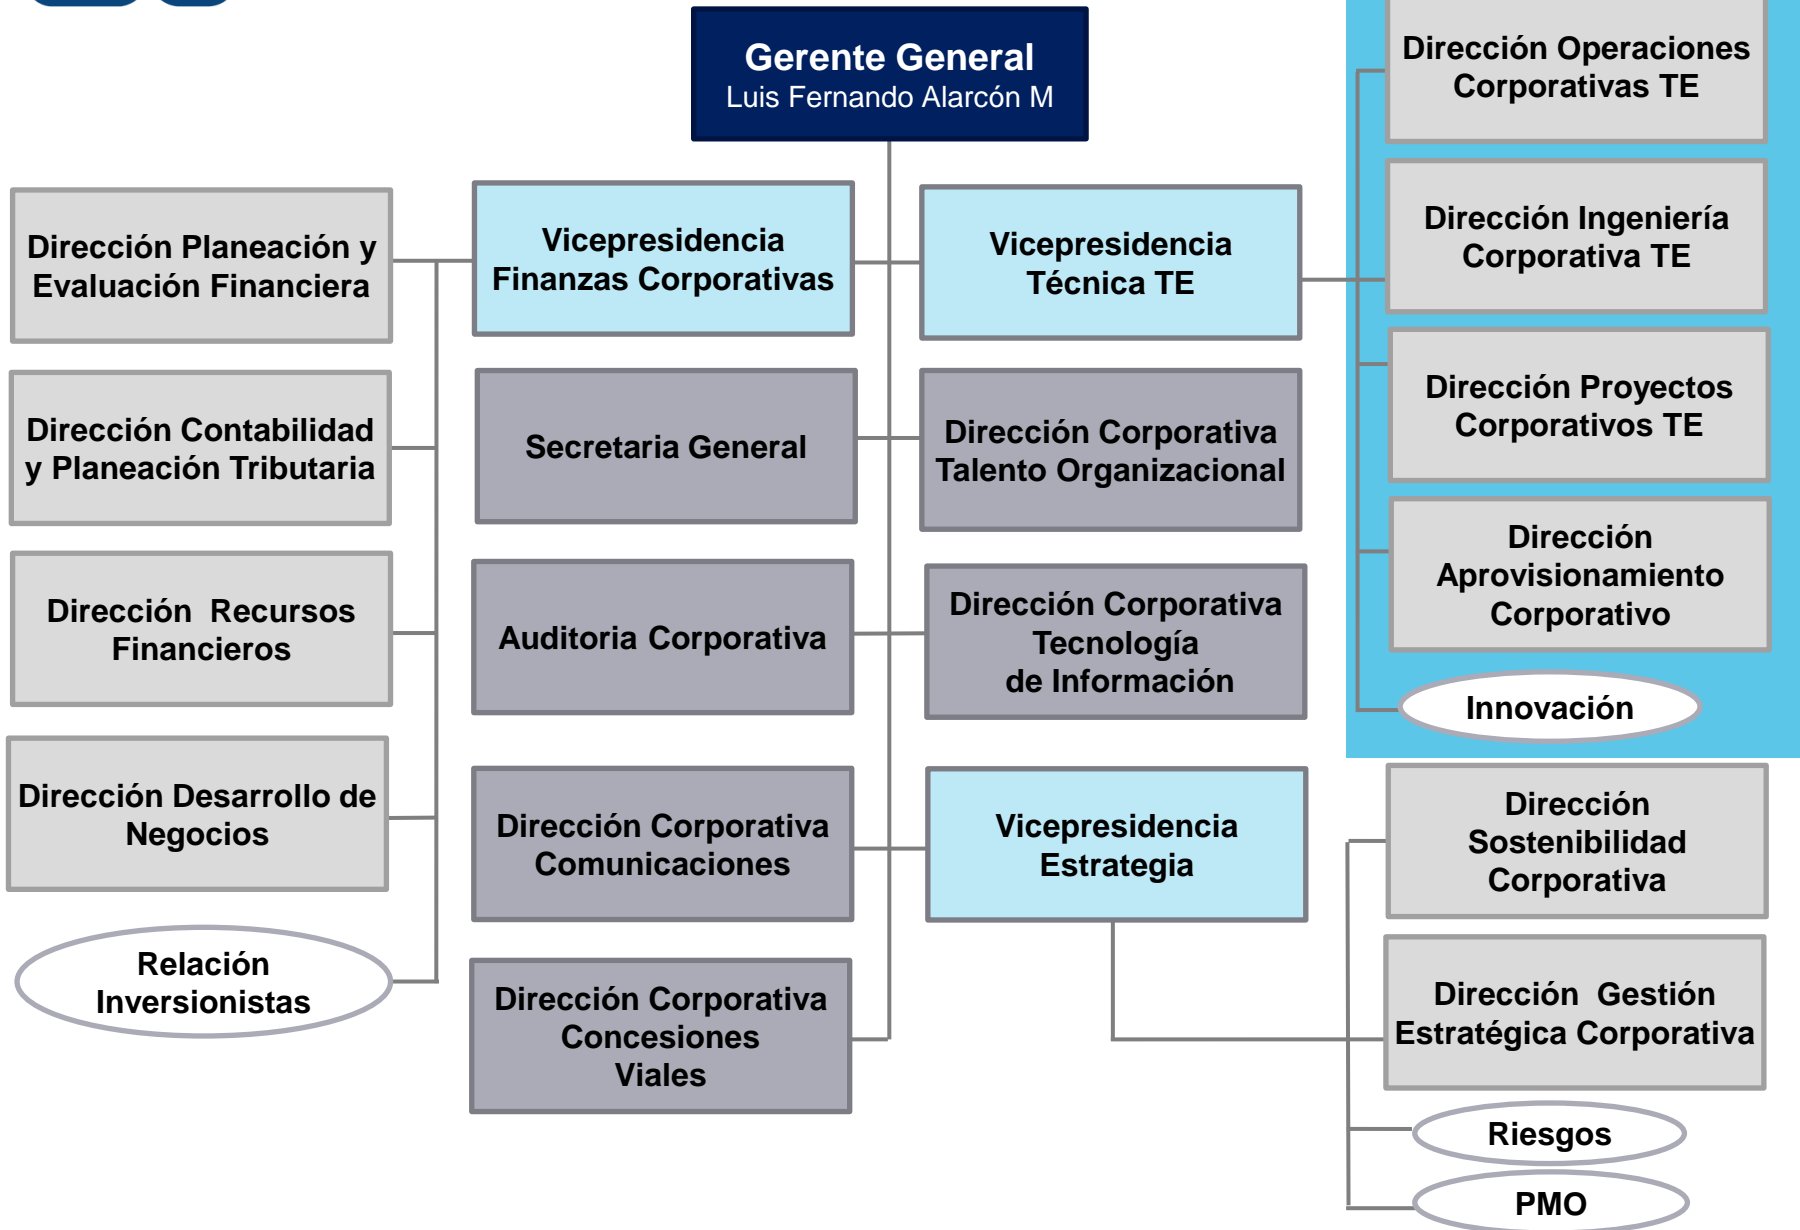 Gerente General
Luis Fernando Alarcón M
Dirección Operaciones
Corporativas TE
Dirección Planeación y
Evaluación Financiera
Vicepresidencia
Finanzas Corporativas
Vicepresidencia
Técnica TE
Dirección Ingeniería
Corporativa TE
Dirección Contabilidad
y Planeación Tributaria
Secretaria General
Dirección Corporativa
Talento Organizacional
Dirección Proyectos
Corporativos TE
Dirección Recursos
Financieros
Auditoria Corporativa
Dirección Corporativa
Tecnología
de Información
Dirección
Aprovisionamiento
Corporativo
Innovación
Dirección Desarrollo de
Negocios
Dirección Corporativa
Comunicaciones
Vicepresidencia
Estrategia
Dirección
Sostenibilidad
Corporativa
Relación
Inversionistas
Dirección Corporativa
Concesiones
Viales
Dirección Gestión
Estratégica Corporativa
Riesgos
PMO